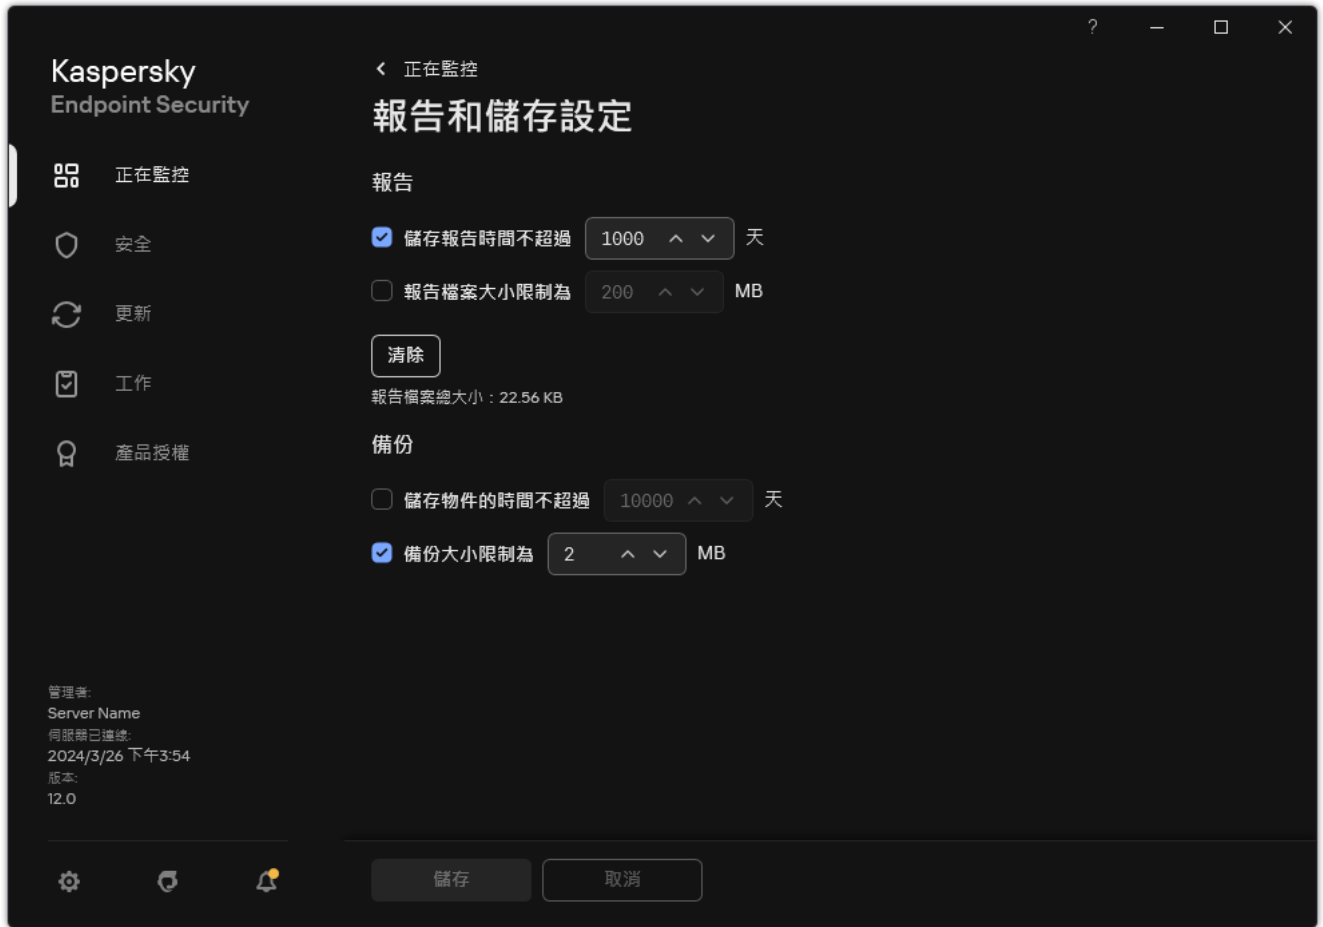 ?
Kaspersky
Endpoint Security
正在監控
安全
更新
工作
產品授權
管理者:
Server Name
伺服器已連線:
2024/3/26 下午3:54
版本:
12.0
正在監控
報告和儲存設定
報告
儲存報告時間不超過 1000 天
報告檔案大小限制為 200 MB
清除
報告檔案總大小：22.56 KB
備份
儲存物件的時間不超過 10000 天
備份大小限制為 2 MB
儲存 取消